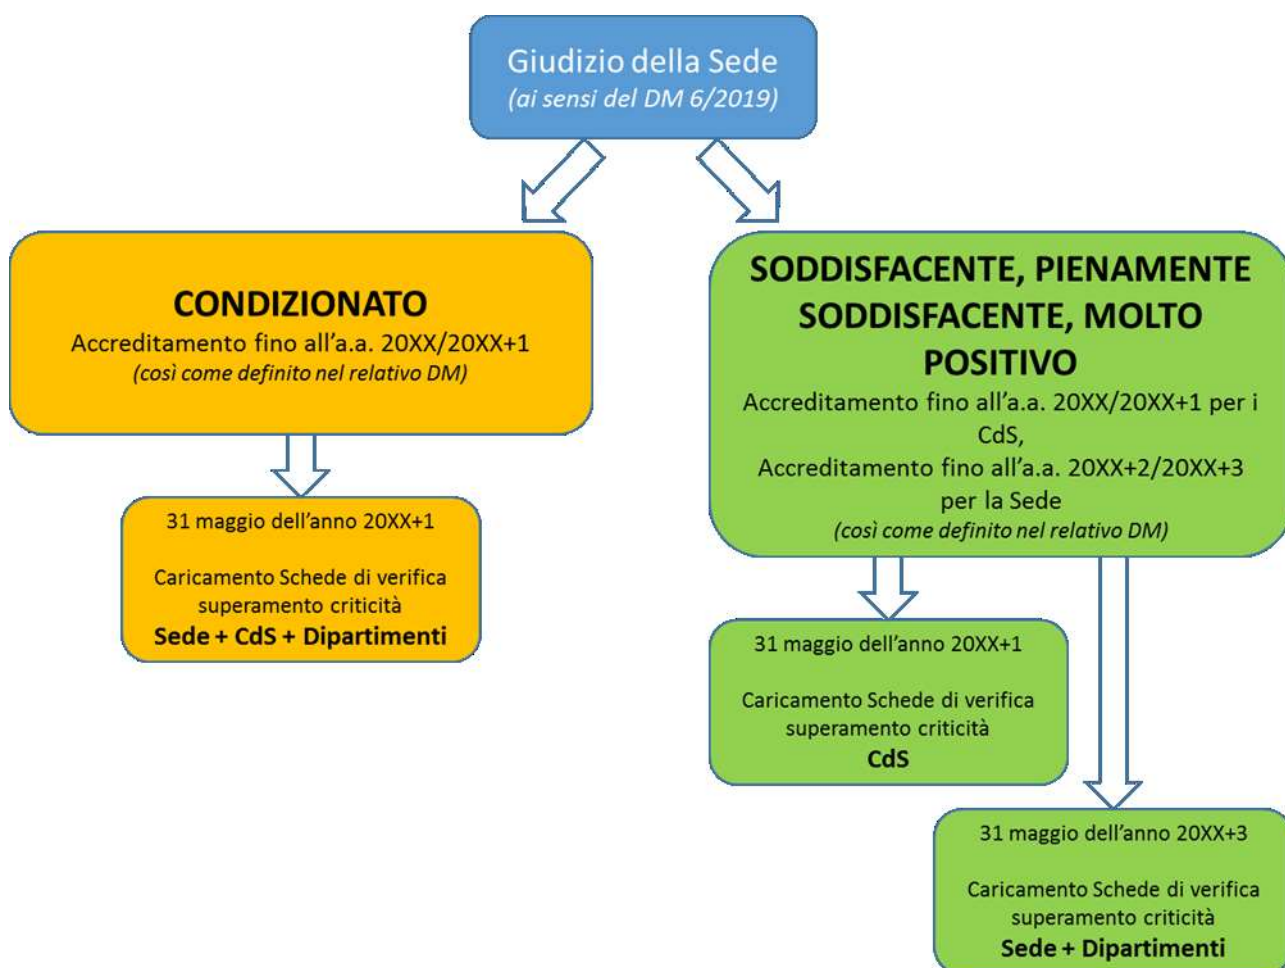 Giudizio della Sede
(ai sensi del DM 6/2019)
CONDIZIONATO
Accreditamento fino all'a.a. 20XX/20XX+1
(così come definito nel relativo DM)
31 maggio dell'anno 20XX+1
Caricamento Schede di verifica
superamento criticità
Sede + CdS + Dipartimenti
SODDISFACENTE, PIENAMENTE
SODDISFACENTE, MOLTO
POSITIVO
Accreditamento fino all'a.a. 20XX/20XX+1 per i
CdS,
Accreditamento fino all'a.a. 20XX+2/20XX+3
per la Sede
(così come definito nel relativo DM)
31 maggio dell'anno 20XX+1
Caricamento Schede di verifica
superamento criticità
CdS
31 maggio dell'anno 20XX+3
Caricamento Schede di verifica
superamento criticità
Sede + Dipartimenti